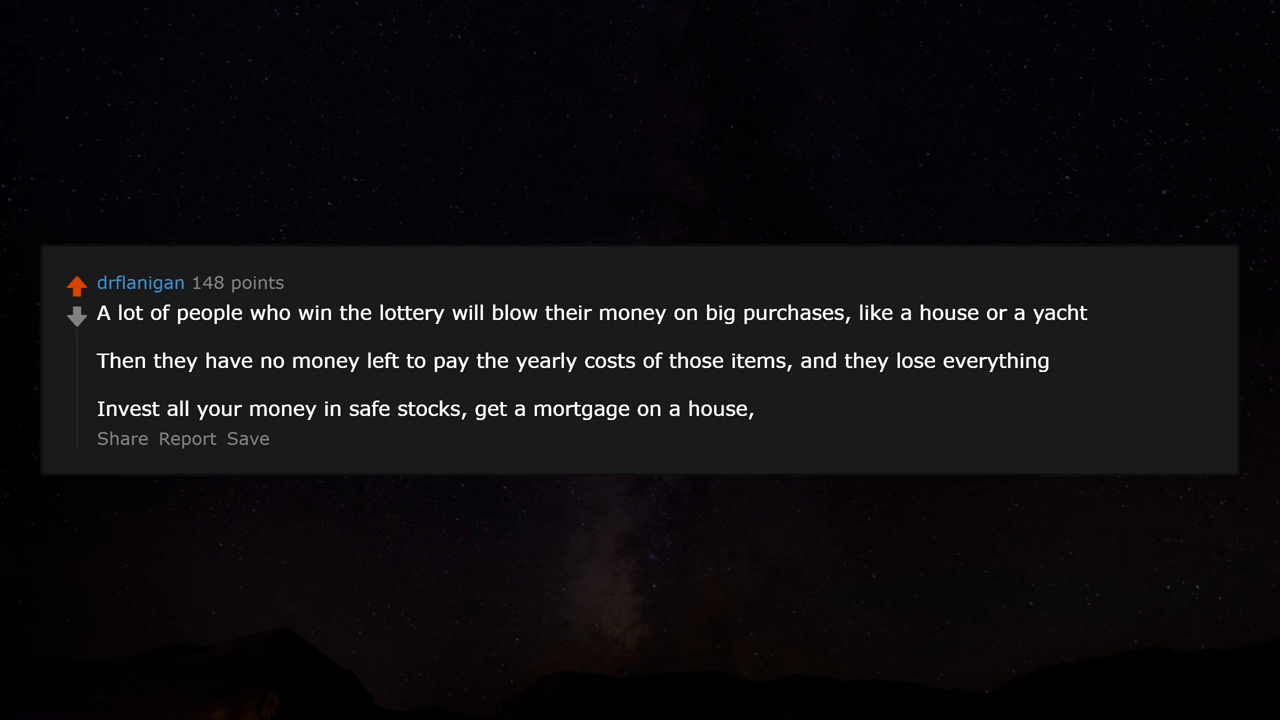 drflanigan 148 points
A lot of people who win the lottery will blow their money on big purchases, like a house or a yacht
Then they have no money left to pay the yearly costs of those items, and they lose everything
Invest all your money in safe stocks, get a mortgage on a house,
Share Report Save